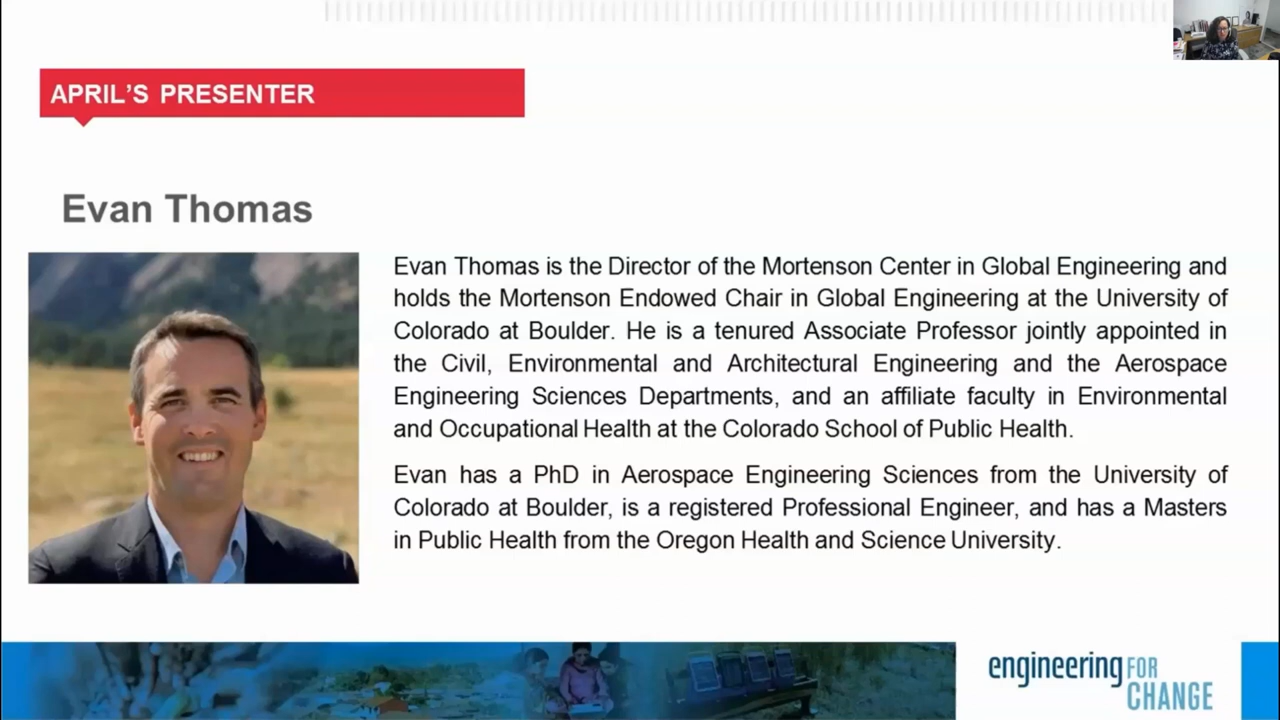 APRIL'S PRESENTER
Evan Thomas
Evan Thomas is the Director of the Mortenson Center in Global Engineering and
holds the Mortenson Endowed Chair in Global Engineering at the University of
Colorado at Boulder. He is a tenured Associate Professor jointly appointed in
the Civil, Environmental and Architectural Engineering and the Aerospace
Engineering Sciences Departments, and an affiliate faculty in Environmental
and Occupational Health at the Colorado School of Public Health.
Evan has a PhD in Aerospace Engineering Sciences from the University of
Colorado at Boulder, is a registered Professional Engineer, and has a Masters
in Public Health from the Oregon Health and Science University.
engineering FOR
CHANGE